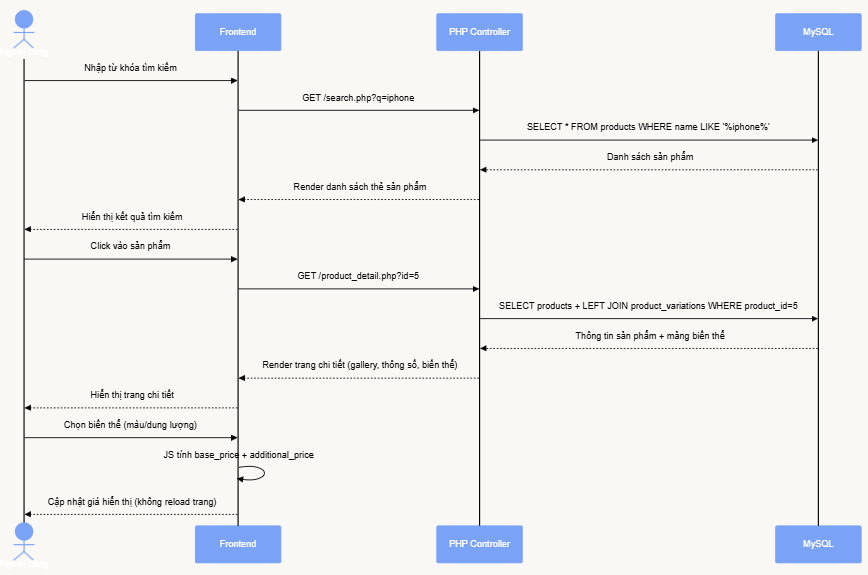 Frontend
PHP Controller
MySQL
Nhập từ khóa tìm kiếm
GET /search.php?q=iphone
SELECT * FROM products WHERE name LIKE '%iphone%'
Danh sách sản phẩm
Render danh sách thẻ sản phẩm
Hiển thị kết quả tìm kiếm
Click vào sản phẩm
GET /product_detail.php?id=5
SELECT products + LEFT JOIN product_variations WHERE product_id=5
Thông tin sản phẩm + mảng biến thể
Render trang chi tiết (gallery, thông số, biến thể)
Hiển thị trang chi tiết
Chọn biến thể (màu/dung lượng)
JS tính base_price + additional_price
Cập nhật giá hiển thị (không reload trang)
Frontend
PHP Controller
MySQL